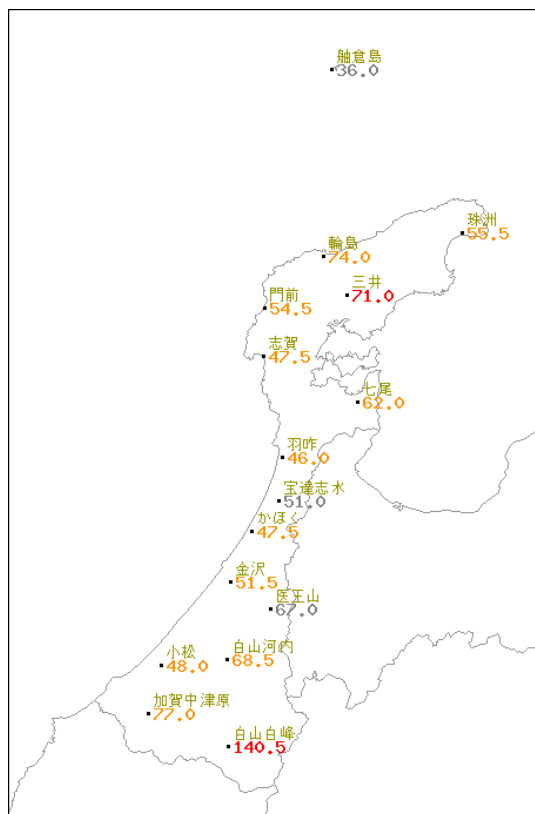 舳倉島
36.0
珠洲
55.5
輪島
74.0
三井
71.0
門前
54.5
志賀
47.5
七尾
62.0
羽咋
46.0
宝達志水
51.0
かほく
47.5
金沢
51.5
医王山
67.0
白山河内
68.5
小松
48.0
加賀中津原
77.0
白山白峰
140.5